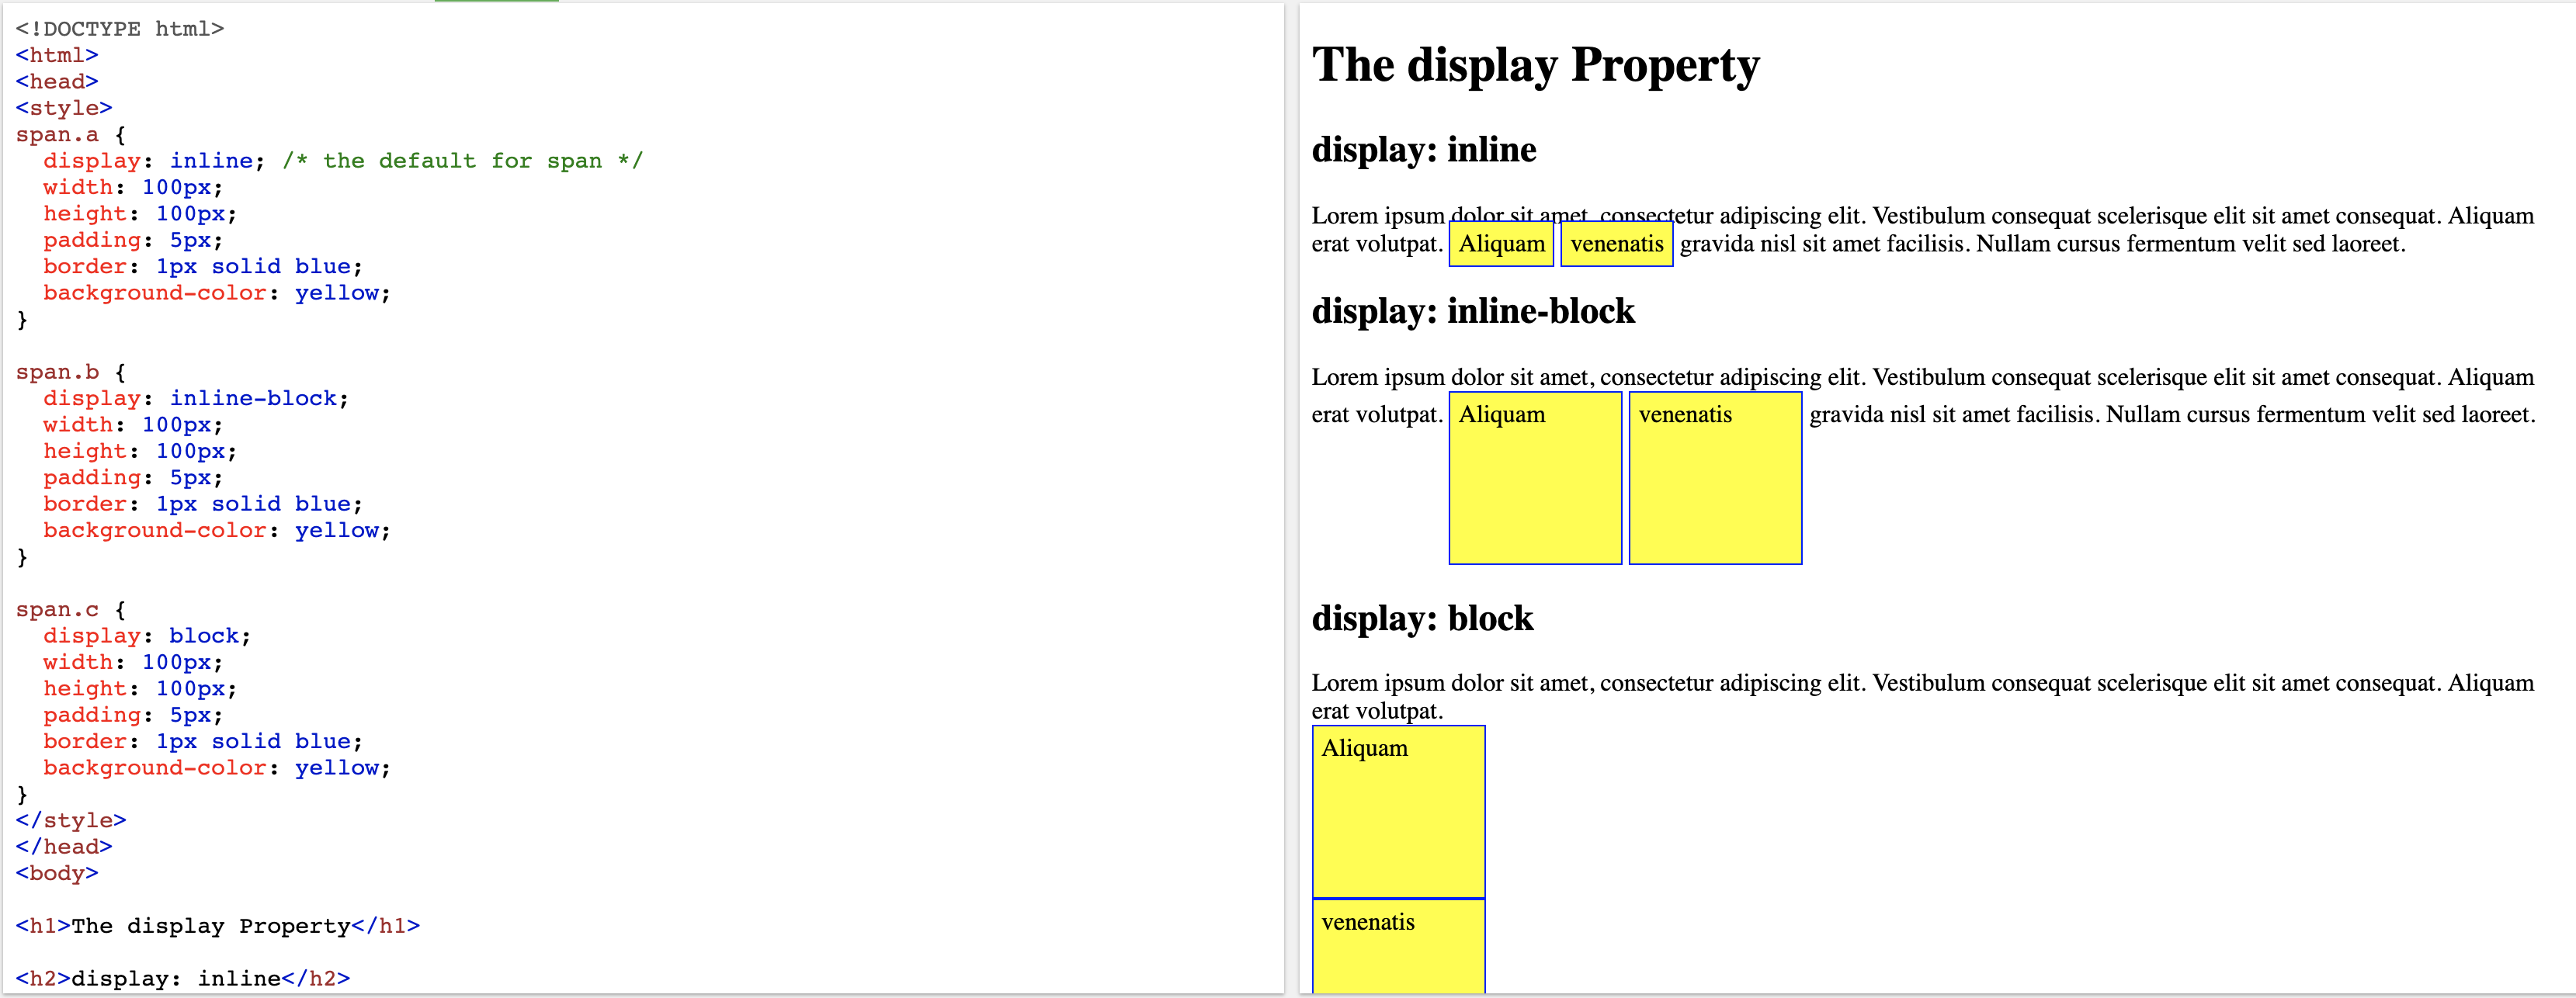 <!DOCTYPE html>
<html>
<head>
<style>
span.a {
  display: inline; /* the default for span */
  width: 100px;
  height: 100px;
  padding: 5px;
  border: 1px solid blue;
  background-color: yellow;
}

span.b {
  display: inline-block;
  width: 100px;
  height: 100px;
  padding: 5px;
  border: 1px solid blue;
  background-color: yellow;
}

span.c {
  display: block;
  width: 100px;
  height: 100px;
  padding: 5px;
  border: 1px solid blue;
  background-color: yellow;
}
</style>
</head>
<body>

<h1>The display Property</h1>

<h2>display: inline</h2>
The display Property
display: inline
Lorem ipsum dolor sit amet, consectetur adipiscing elit. Vestibulum consequat scelerisque elit sit amet consequat. Aliquam
erat volutpat. Aliquam venenatis gravida nisl sit amet facilisis. Nullam cursus fermentum velit sed laoreet.
display: inline-block
Lorem ipsum dolor sit amet, consectetur adipiscing elit. Vestibulum consequat scelerisque elit sit amet consequat. Aliquam
erat volutpat. Aliquam venenatis gravida nisl sit amet facilisis. Nullam cursus fermentum velit sed laoreet.
display: block
Lorem ipsum dolor sit amet, consectetur adipiscing elit. Vestibulum consequat scelerisque elit sit amet consequat. Aliquam
erat volutpat.
Aliquam
venenatis